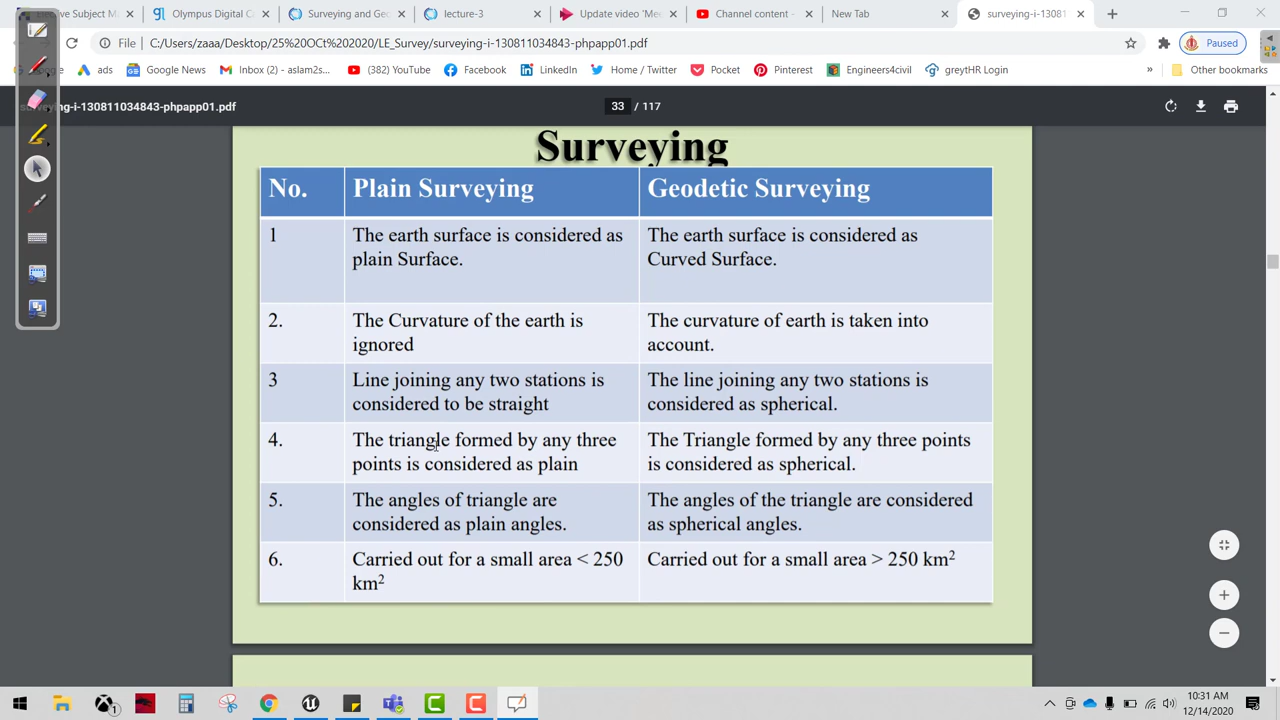 Elective Subject M
Olympus Digital Ca
Surveying and Ge
lecture-3
Update video 'Mee
Channel content -
New Tab
surveying-i-13081
File C:/Users/zaaa/Desktop/25%20OCt%202020/LE_Survey/surveying-i-130811034843-phpapp01.pdf
Paused
Google
ads
Google News
Inbox (2) - aslam2s...
(382) YouTube
Facebook
LinkedIn
Home / Twitter
Pocket
Pinterest
Engineers4civil
greytHR Login
»
Other bookmarks
surveying-i-130811034843-phpapp01.pdf
33 / 117
Surveying
No. Plain Surveying Geodetic Surveying
1
The earth surface is considered as
plain Surface.
The earth surface is considered as
Curved Surface.
2.
The Curvature of the earth is
ignored
The curvature of earth is taken into
account.
3
Line joining any two stations is
considered to be straight
The line joining any two stations is
considered as spherical.
4.
The triangle formed by any three
points is considered as plain
The Triangle formed by any three points
is considered as spherical.
5.
The angles of triangle are
considered as plain angles.
The angles of the triangle are considered
as spherical angles.
6.
Carried out for a small area < 250
km²
Carried out for a small area > 250 km²
10:31 AM
12/14/2020